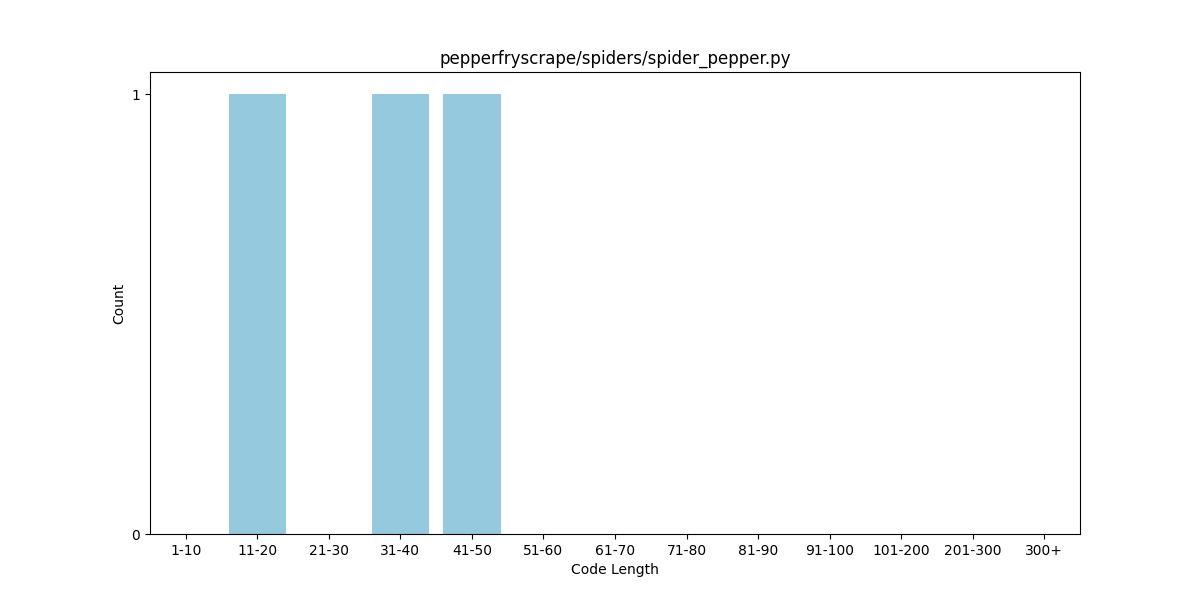 pepperfryscrape/spiders/spider_pepper.py
1
Count
0
1-10 11-20 21-30 31-40 41-50 51-60 61-70 71-80 81-90 91-100 101-200 201-300 300+
Code Length